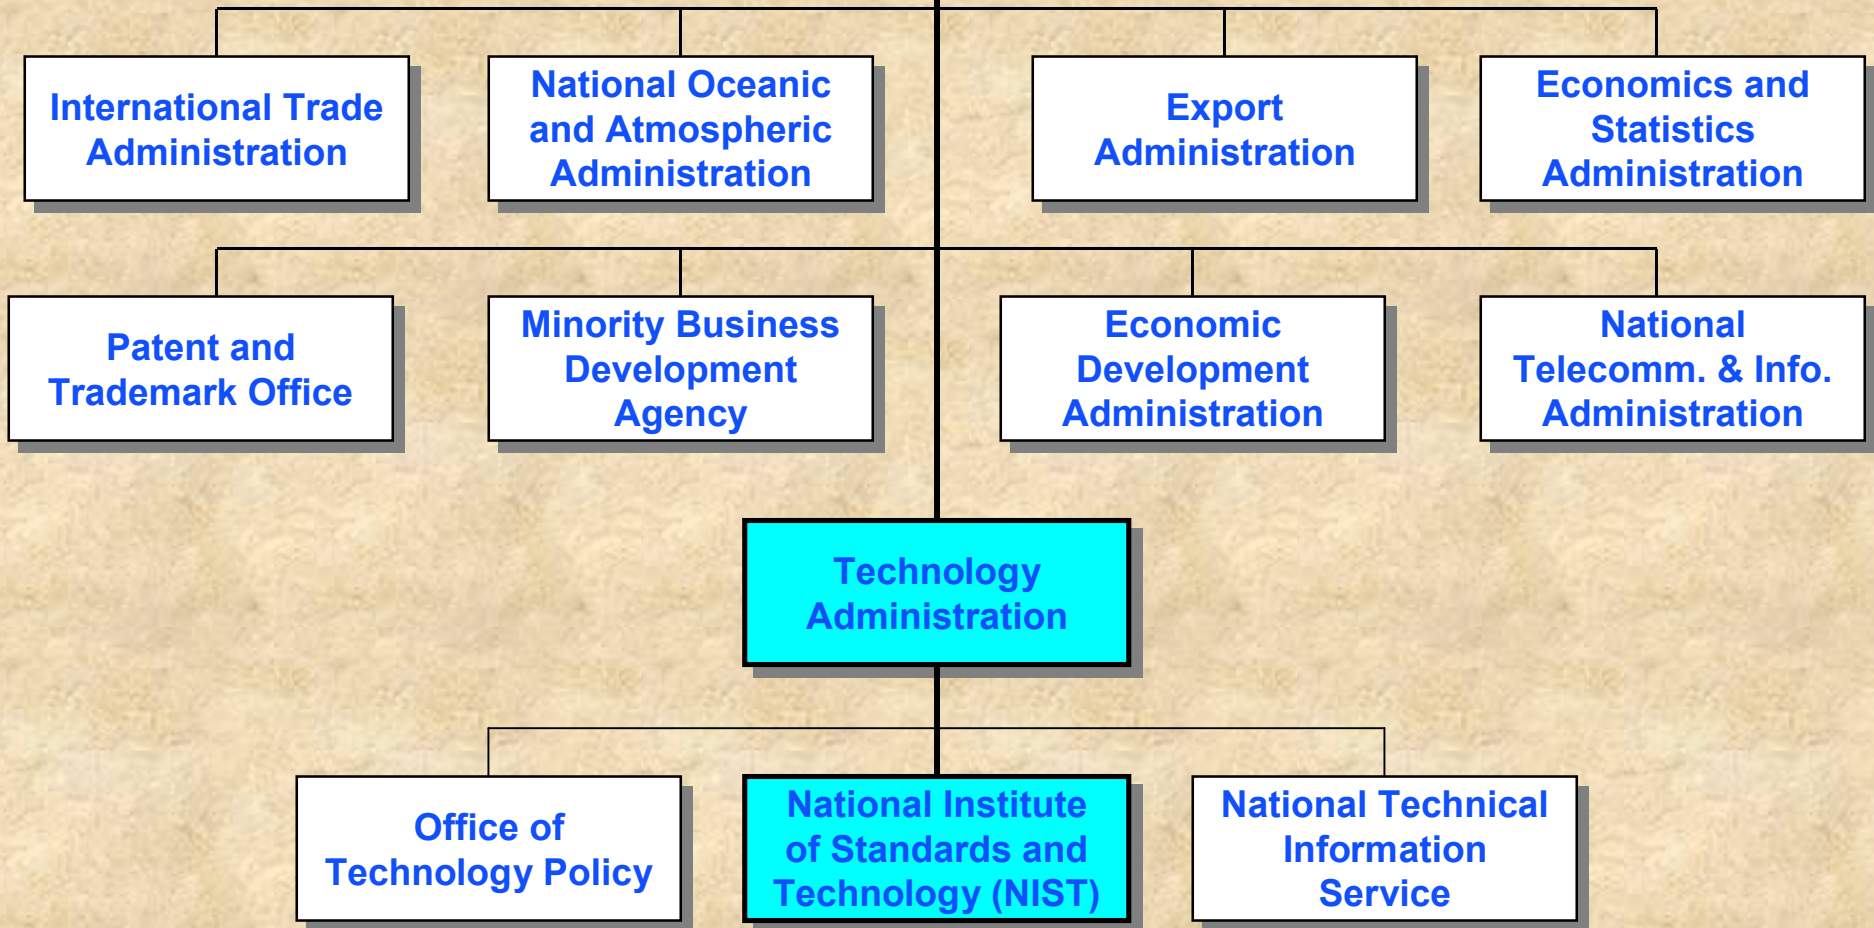 International Trade
Administration
National Oceanic
and Atmospheric
Administration
Export
Administration
Economics and
Statistics
Administration
Patent and
Trademark Office
Minority Business
Development
Agency
Economic
Development
Administration
National
Telecomm. & Info.
Administration
Technology
Administration
Office of
Technology Policy
National Institute
of Standards and
Technology (NIST)
National Technical
Information
Service